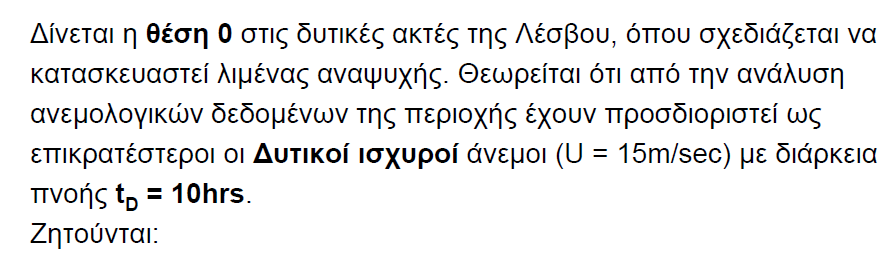 Δίνεται η θέση 0 στις δυτικές ακτές της Λέσβου, όπου σχεδιάζεται να
κατασκευαστεί λιμένας αναψυχής. Θεωρείται ότι από την ανάλυση
ανεμολογικών δεδομένων της περιοχής έχουν προσδιοριστεί ως
επικρατέστεροι οι Δυτικοί ισχυροί άνεμοι (U = 15m/sec) με διάρκεια
πνοής tD = 10hrs.
Ζητούνται: